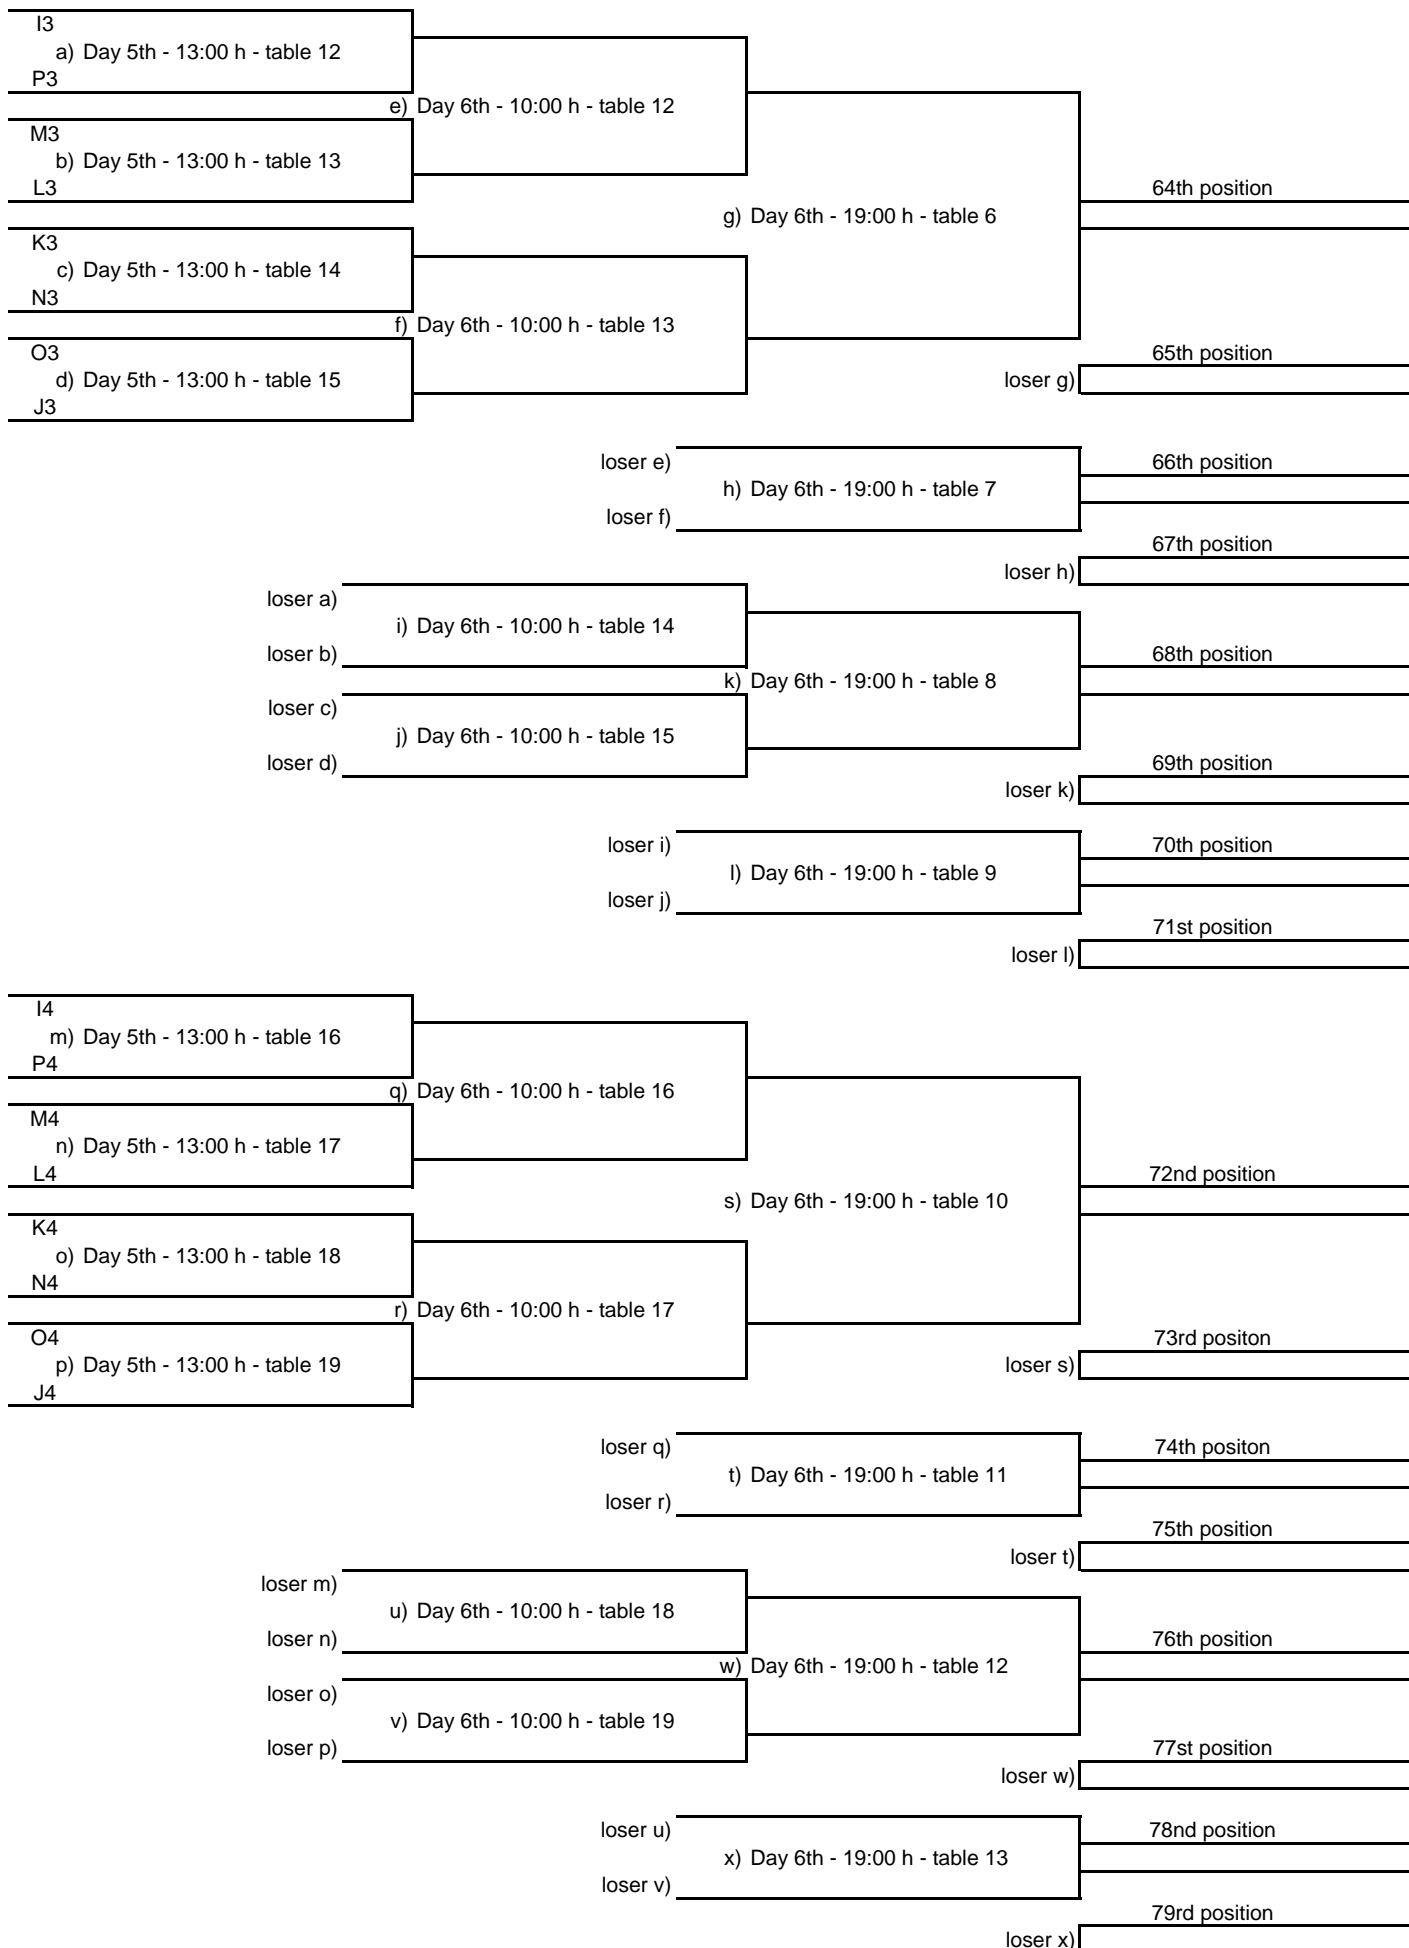 I3
a) Day 5th - 13:00 h - table 12
P3
e) Day 6th - 10:00 h - table 12
M3
b) Day 5th - 13:00 h - table 13
L3
64th position
g) Day 6th - 19:00 h - table 6
K3
c) Day 5th - 13:00 h - table 14
N3
f) Day 6th - 10:00 h - table 13
O3
65th position
d) Day 5th - 13:00 h - table 15
loser g)
J3
loser e)
66th position
h) Day 6th - 19:00 h - table 7
loser f)
67th position
loser h)
loser a)
i) Day 6th - 10:00 h - table 14
loser b)
68th position
k) Day 6th - 19:00 h - table 8
loser c)
j) Day 6th - 10:00 h - table 15
loser d)
69th position
loser k)
loser i)
70th position
l) Day 6th - 19:00 h - table 9
loser j)
71st position
loser l)
I4
m) Day 5th - 13:00 h - table 16
P4
q) Day 6th - 10:00 h - table 16
M4
n) Day 5th - 13:00 h - table 17
L4
72nd position
s) Day 6th - 19:00 h - table 10
K4
o) Day 5th - 13:00 h - table 18
N4
r) Day 6th - 10:00 h - table 17
O4
73rd positon
p) Day 5th - 13:00 h - table 19
loser s)
J4
loser q)
74th positon
t) Day 6th - 19:00 h - table 11
loser r)
75th position
loser t)
loser m)
u) Day 6th - 10:00 h - table 18
loser n)
76th position
w) Day 6th - 19:00 h - table 12
loser o)
v) Day 6th - 10:00 h - table 19
loser p)
77st position
loser w)
loser u)
78nd position
x) Day 6th - 19:00 h - table 13
loser v)
79rd position
loser x)